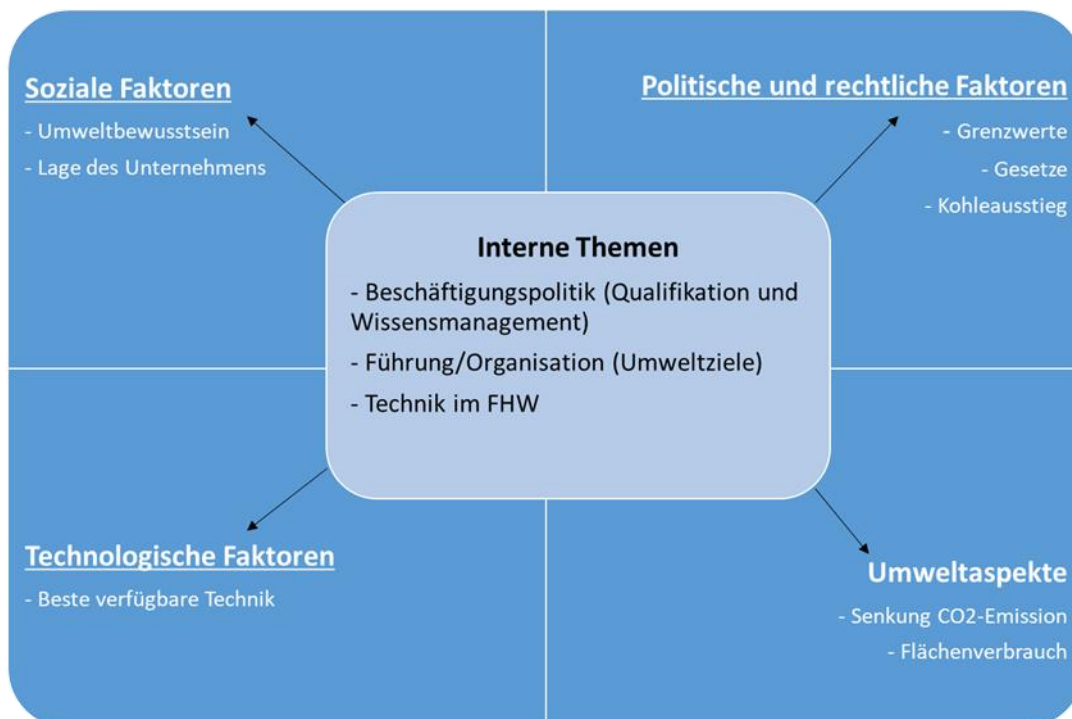 Soziale Faktoren
- Umweltbewusstsein
- Lage des Unternehmens
Politische und rechtliche Faktoren
- Grenzwerte
- Gesetze
- Kohleausstieg
Interne Themen
- Beschäftigungspolitik (Qualifikation und
Wissensmanagement)
- Führung/Organisation (Umweltziele)
- Technik im FHW
Technologische Faktoren
- Beste verfügbare Technik
Umweltaspekte
- Senkung CO2-Emission
- Flächenverbrauch